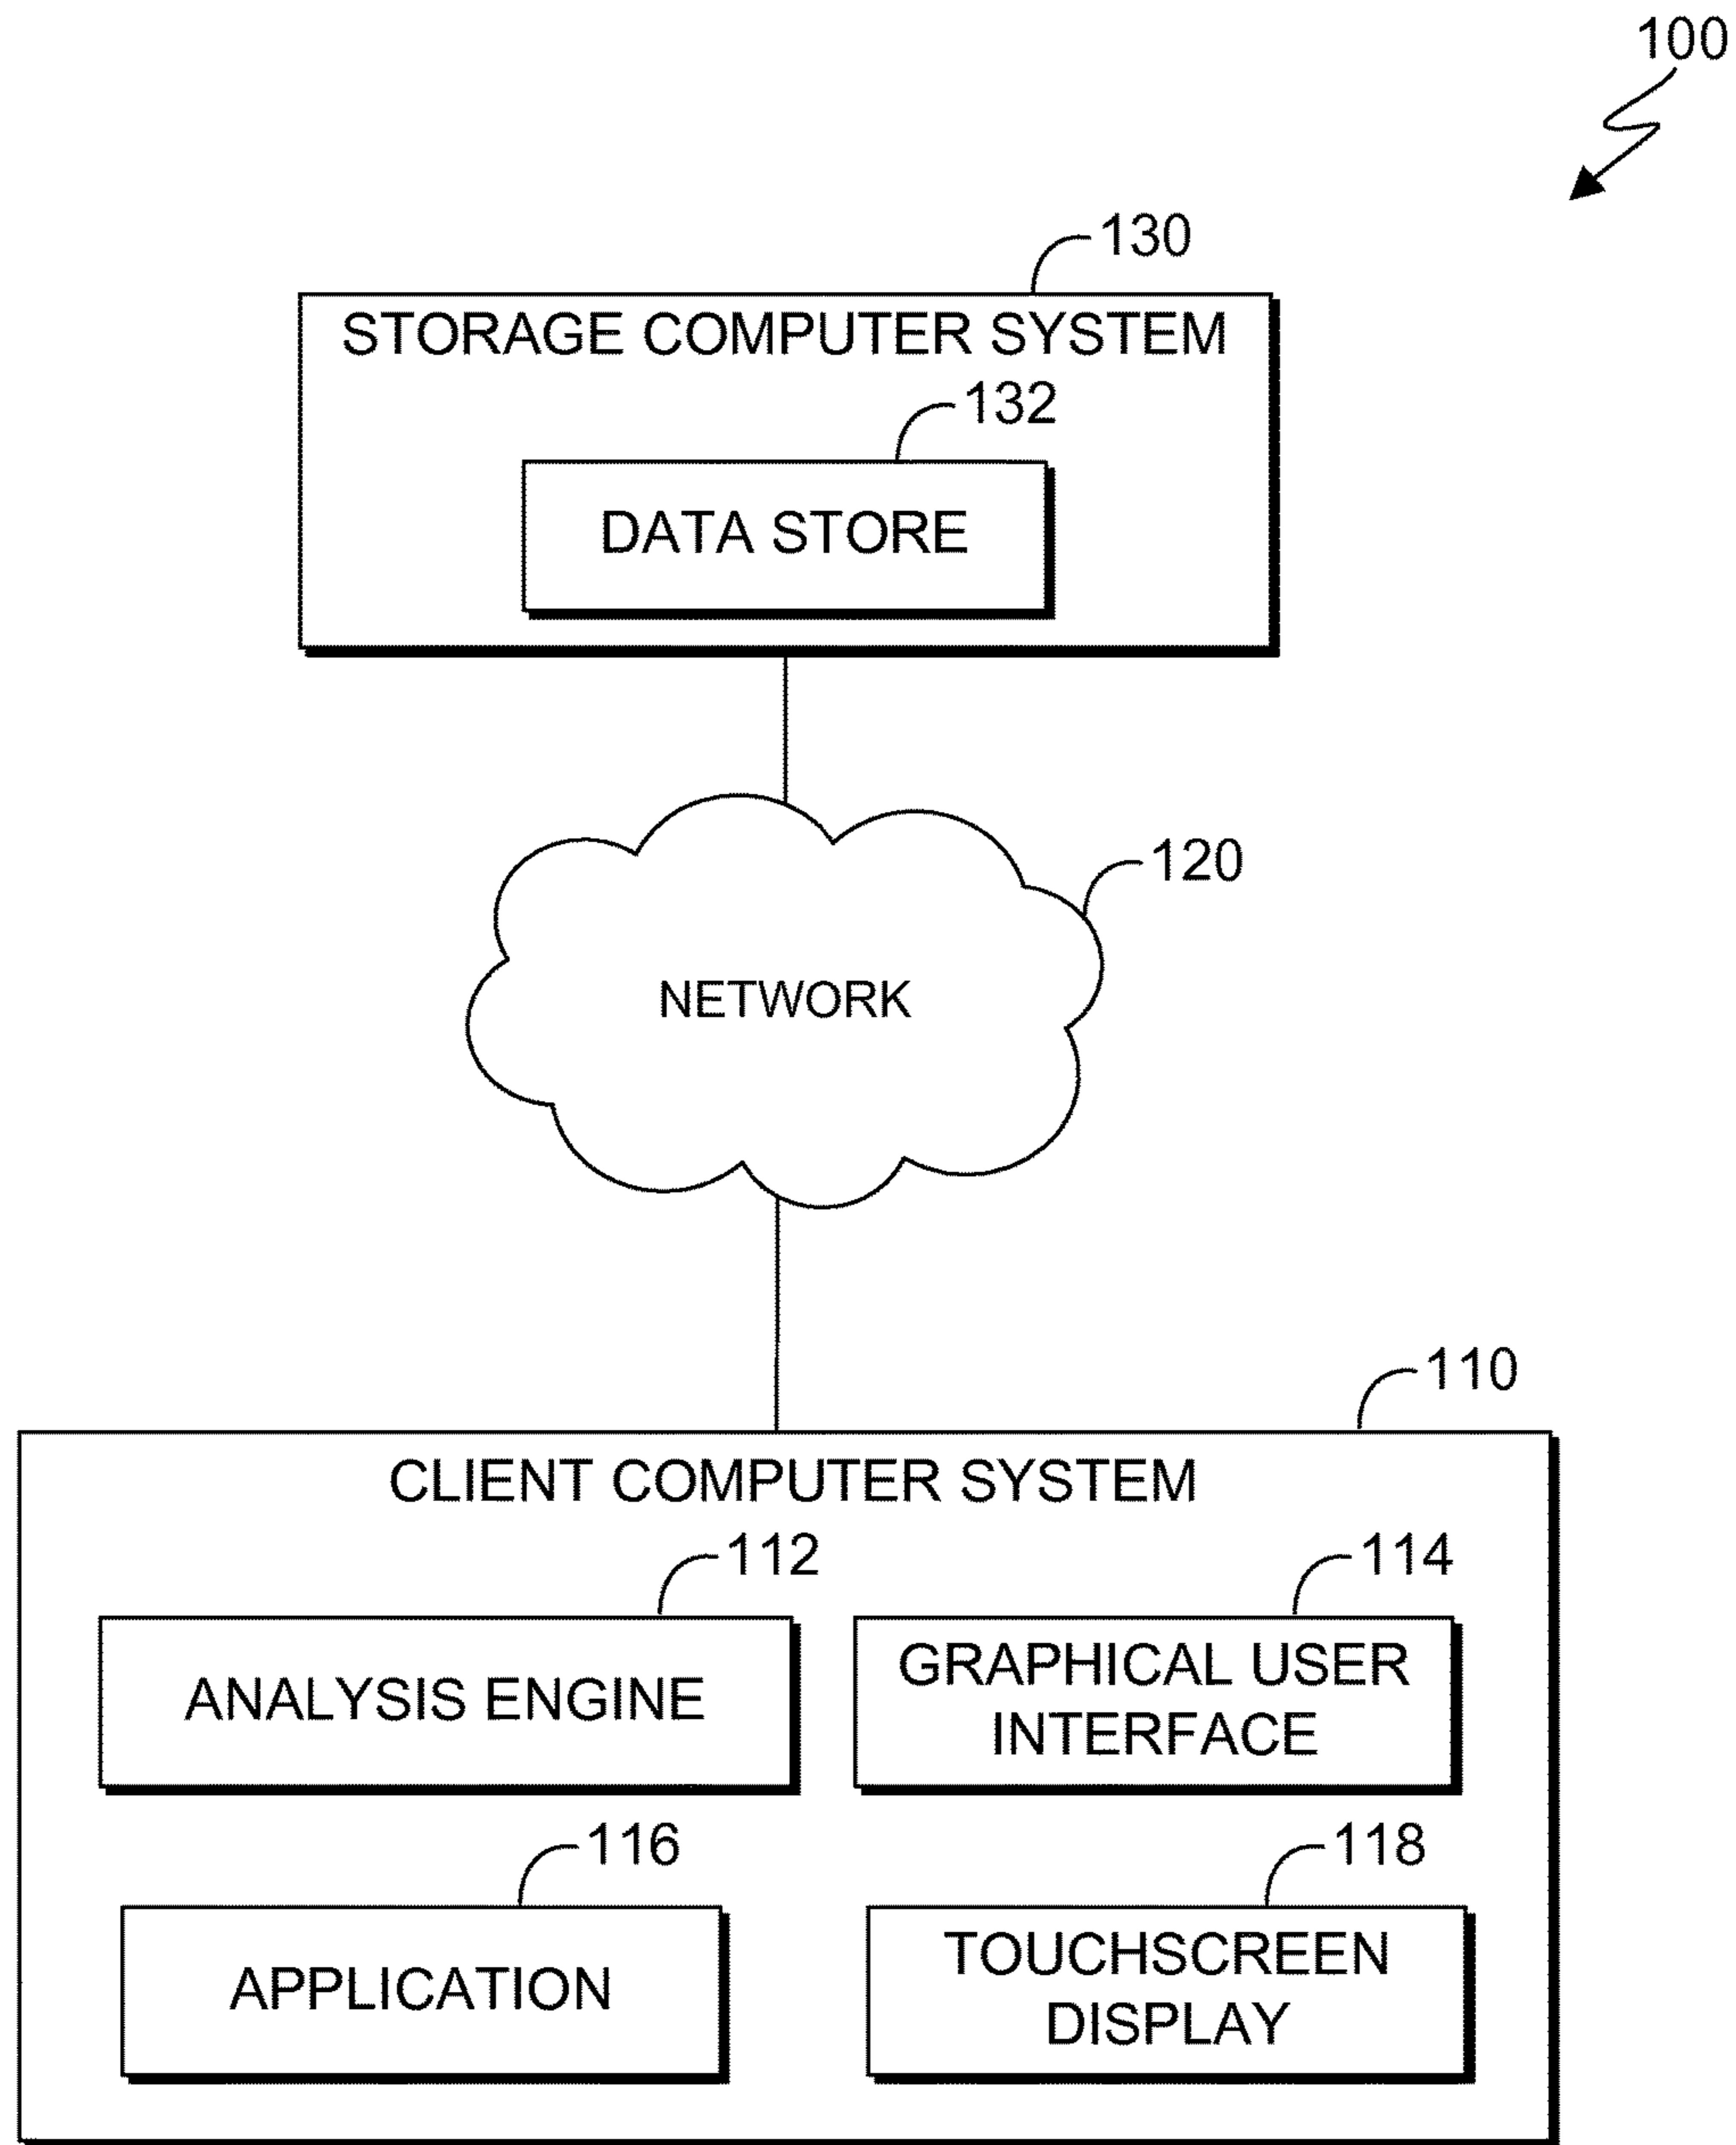 100
130
STORAGE COMPUTER SYSTEM
132
DATA STORE
120
NETWORK
110
CLIENT COMPUTER SYSTEM
112
ANALYSIS ENGINE
114
GRAPHICAL USER
INTERFACE
116
APPLICATION
118
TOUCHSCREEN
DISPLAY